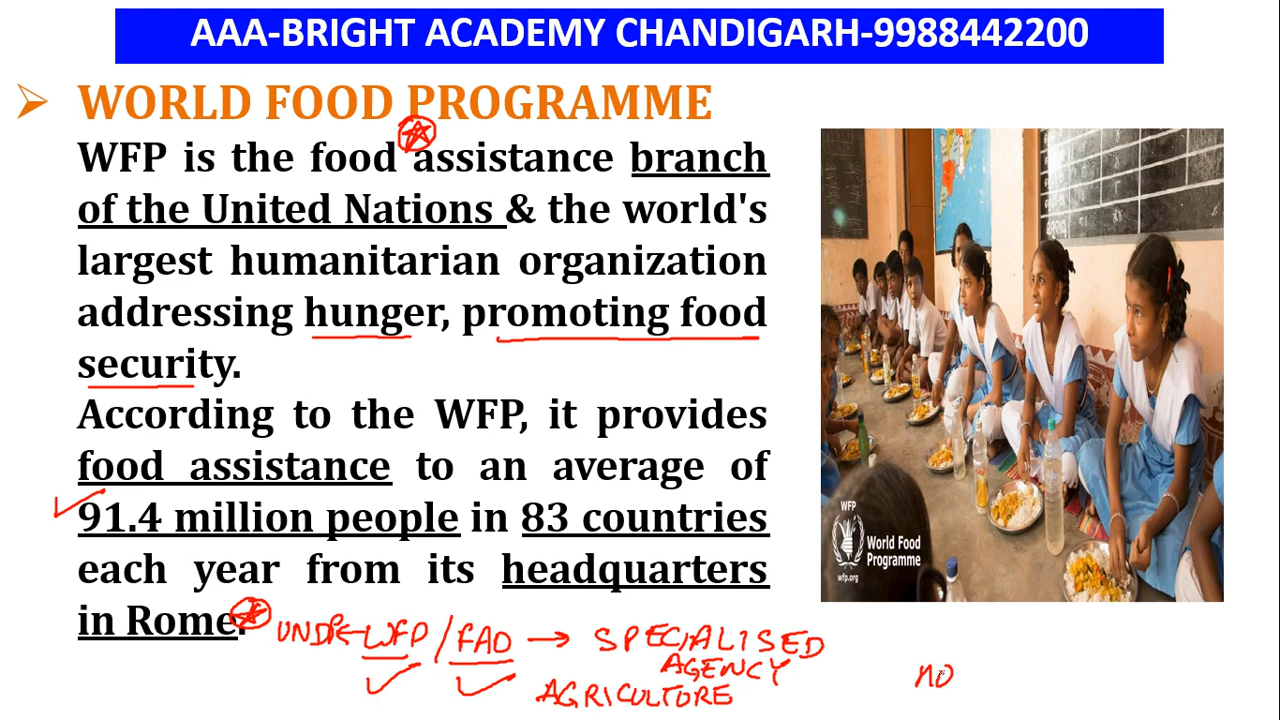 AAA-BRIGHT ACADEMY CHANDIGARH-9988442200
WORLD FOOD PROGRAMME
WFP is the food assistance branch
of the United Nations & the world's
largest humanitarian organization
addressing hunger, promoting food
security.
According to the WFP, it provides
food assistance to an average of
91.4 million people in 83 countries
each year from its headquarters
in Rome.
WFP / FAO → SPECIALISED
AGENCY
AGRICULTURE
NO
WFP
World Food
Programme
wfp.org